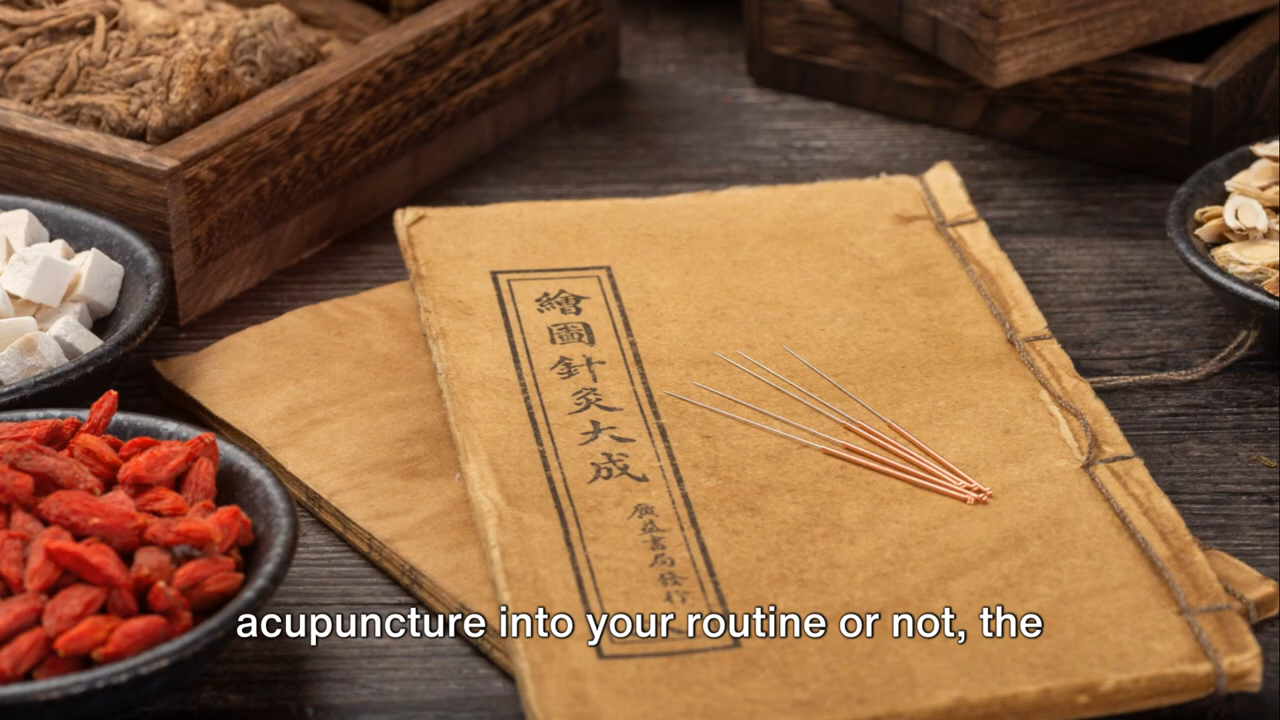 繪圖針灸大成
廣益書局發行
acupuncture into your routine or not, the